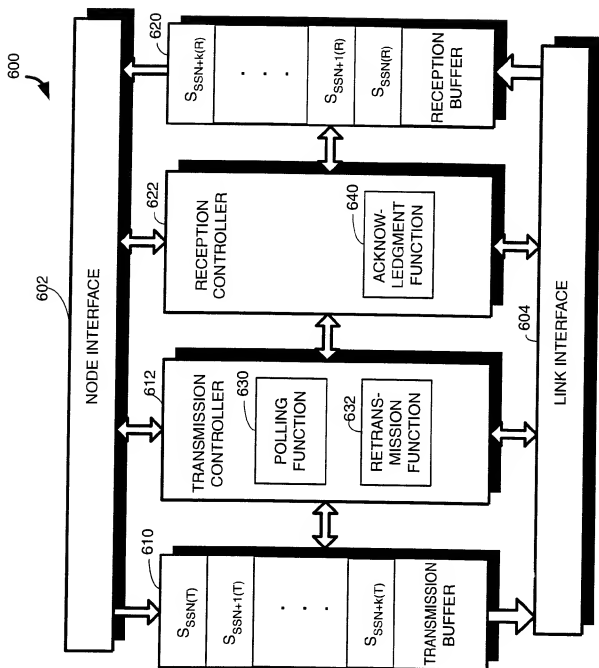 600
602
NODE INTERFACE
610
S_SSN(T)
S_SSN+1(T)
. . .
S_SSN+k(T)
TRANSMISSION
BUFFER
612
TRANSMISSION
CONTROLLER
630
POLLING
FUNCTION
632
RETRANS-
MISSION
FUNCTION
622
RECEPTION
CONTROLLER
640
ACKNOW-
LEDGMENT
FUNCTION
620
S_SSN+k(R)
. . .
S_SSN+1(R)
S_SSN(R)
RECEPTION
BUFFER
604
LINK INTERFACE